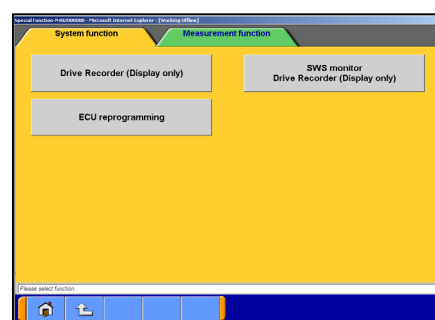 Special Function-MB2000000 - Microsoft Internet Explorer - [Working Offline]
System function
Measurement function
Drive Recorder (Display only)
SWS monitor
Drive Recorder (Display only)
ECU reprogramming
Please select function